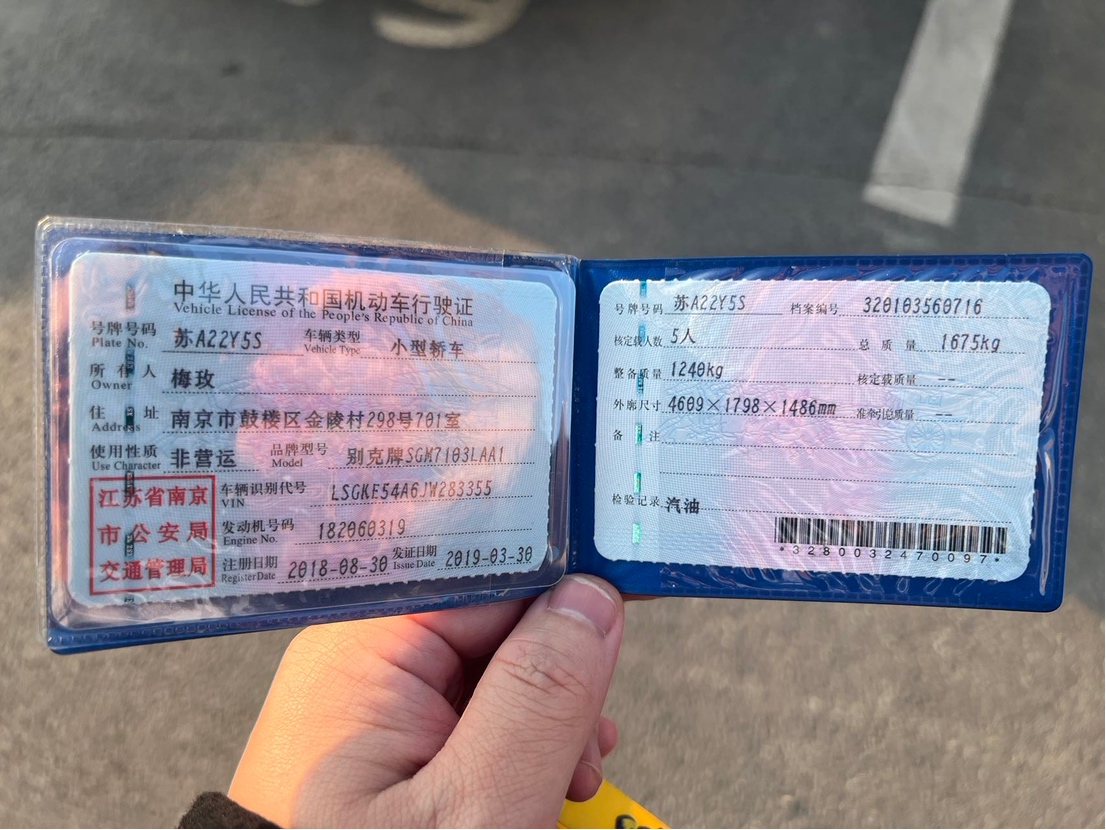 中华人民共和国机动车行驶证
Vehicle License of the People's Republic of China
号牌号码 苏A22Y5S 车辆类型 小型轿车
Plate No. Vehicle Type
所有人 梅玫
Owner
住址 南京市鼓楼区金陵村298号701室
Address
使用性质 非营运 品牌型号 别克牌SGM7103LAA1
Use Character Model
江苏省南京
市公安局
交通管理局
车辆识别代号 LSGKE54A6JW283355
VIN
发动机号码 182060319
Engine No.
注册日期 2018-08-30 发证日期 2019-03-30
Register Date Issue Date
号牌号码 苏A22Y5S 档案编号 320103560716
核定载人数 5人 总质量 1675kg
整备质量 1240kg 核定载质量 --
外廓尺寸 4609×1798×1486mm 准牵引总质量 --
备注
检验记录 汽油
*3280032470097*